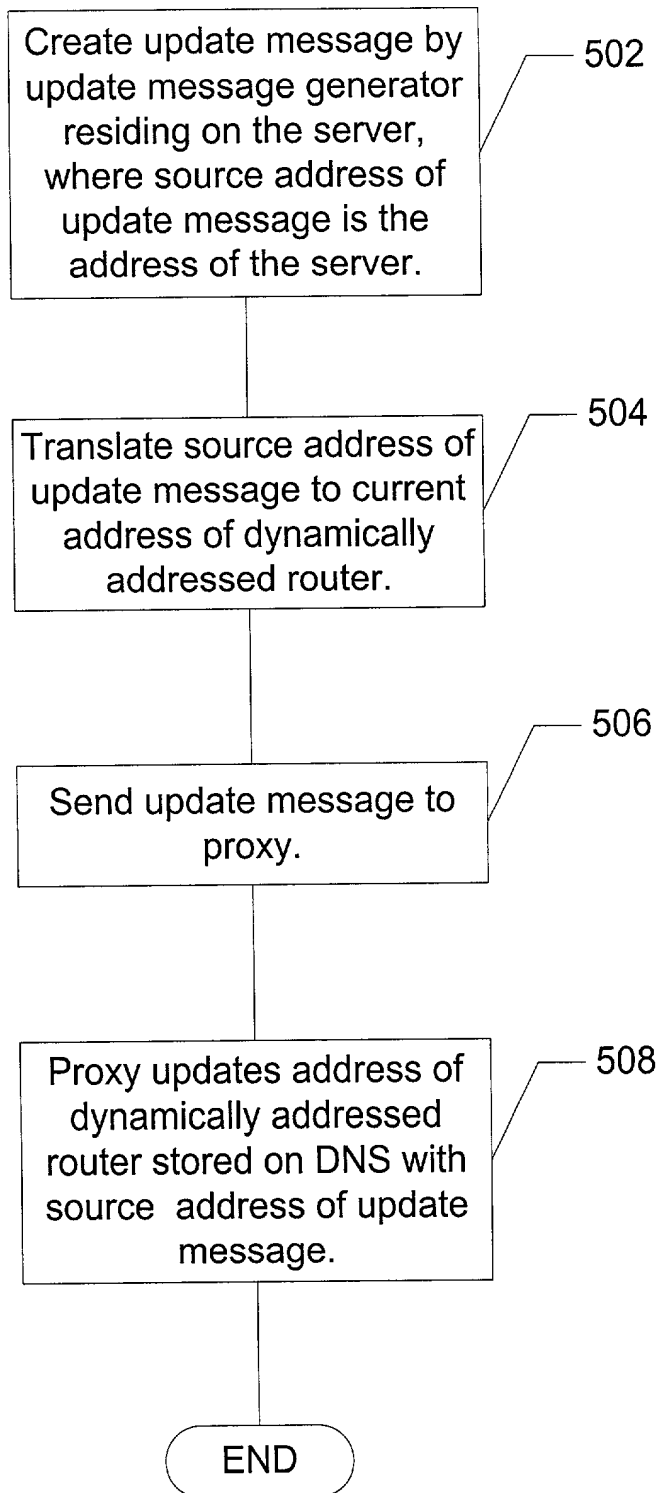 Create update message by
update message generator
residing on the server,
where source address of
update message is the
address of the server.
502
Translate source address of
update message to current
address of dynamically
addressed router.
504
Send update message to
proxy.
506
Proxy updates address of
dynamically addressed
router stored on DNS with
source address of update
message.
508
END